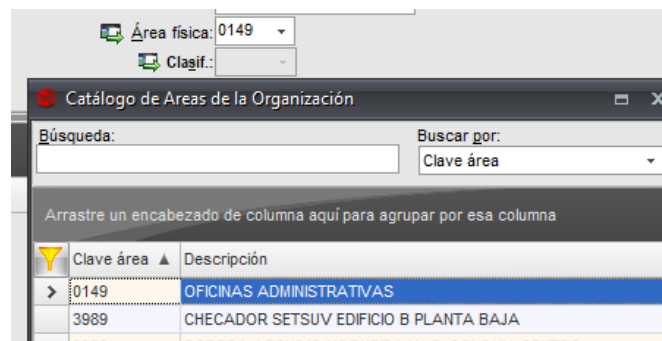 Área física: 0149
Clasif.:
Catálogo de Areas de la Organización
Búsqueda: Buscar por:
Clave área
Arrastre un encabezado de columna aquí para agrupar por esa columna
Clave área Descripción
0149 OFICINAS ADMINISTRATIVAS
3989 CHECADOR SETSUV EDIFICIO B PLANTA BAJA